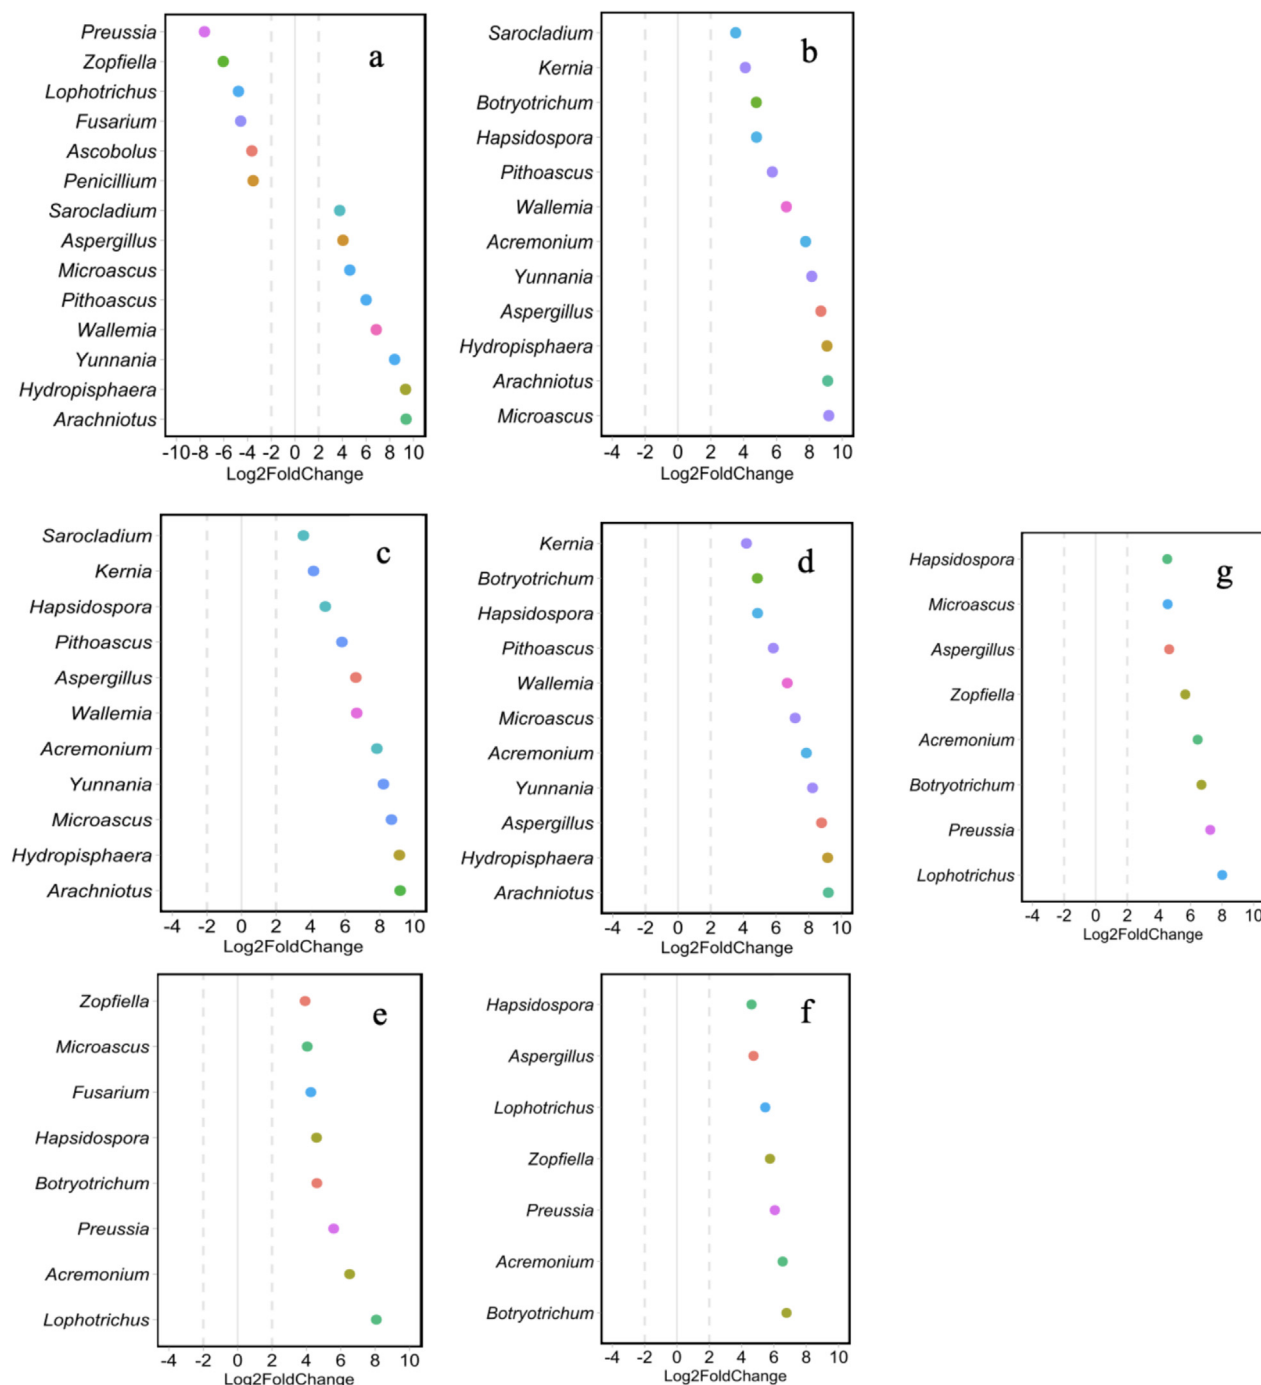 a
Preussia
Zopfiella
Lophotrichus
Fusarium
Ascobolus
Penicillium
Sarocladium
Aspergillus
Microascus
Pithoascus
Wallemia
Yunnania
Hydropisphaera
Arachniotus
-10 -8 -6 -4 -2 0 2 4 6 8 10
Log2FoldChange
b
Sarocladium
Kernia
Botryotrichum
Hapsidospora
Pithoascus
Wallemia
Acremonium
Yunnania
Aspergillus
Hydropisphaera
Arachniotus
Microascus
-4 -2 0 2 4 6 8 10
Log2FoldChange
c
Sarocladium
Kernia
Hapsidospora
Pithoascus
Aspergillus
Wallemia
Acremonium
Yunnania
Microascus
Hydropisphaera
Arachniotus
-4 -2 0 2 4 6 8 10
Log2FoldChange
d
Kernia
Botryotrichum
Hapsidospora
Pithoascus
Wallemia
Microascus
Acremonium
Yunnania
Aspergillus
Hydropisphaera
Arachniotus
-4 -2 0 2 4 6 8 10
Log2FoldChange
g
Hapsidospora
Microascus
Aspergillus
Zopfiella
Acremonium
Botryotrichum
Preussia
Lophotrichus
-4 -2 0 2 4 6 8 10
Log2FoldChange
e
Zopfiella
Microascus
Fusarium
Hapsidospora
Botryotrichum
Preussia
Acremonium
Lophotrichus
-4 -2 0 2 4 6 8 10
Log2FoldChange
f
Hapsidospora
Aspergillus
Lophotrichus
Zopfiella
Preussia
Acremonium
Botryotrichum
-4 -2 0 2 4 6 8 10
Log2FoldChange